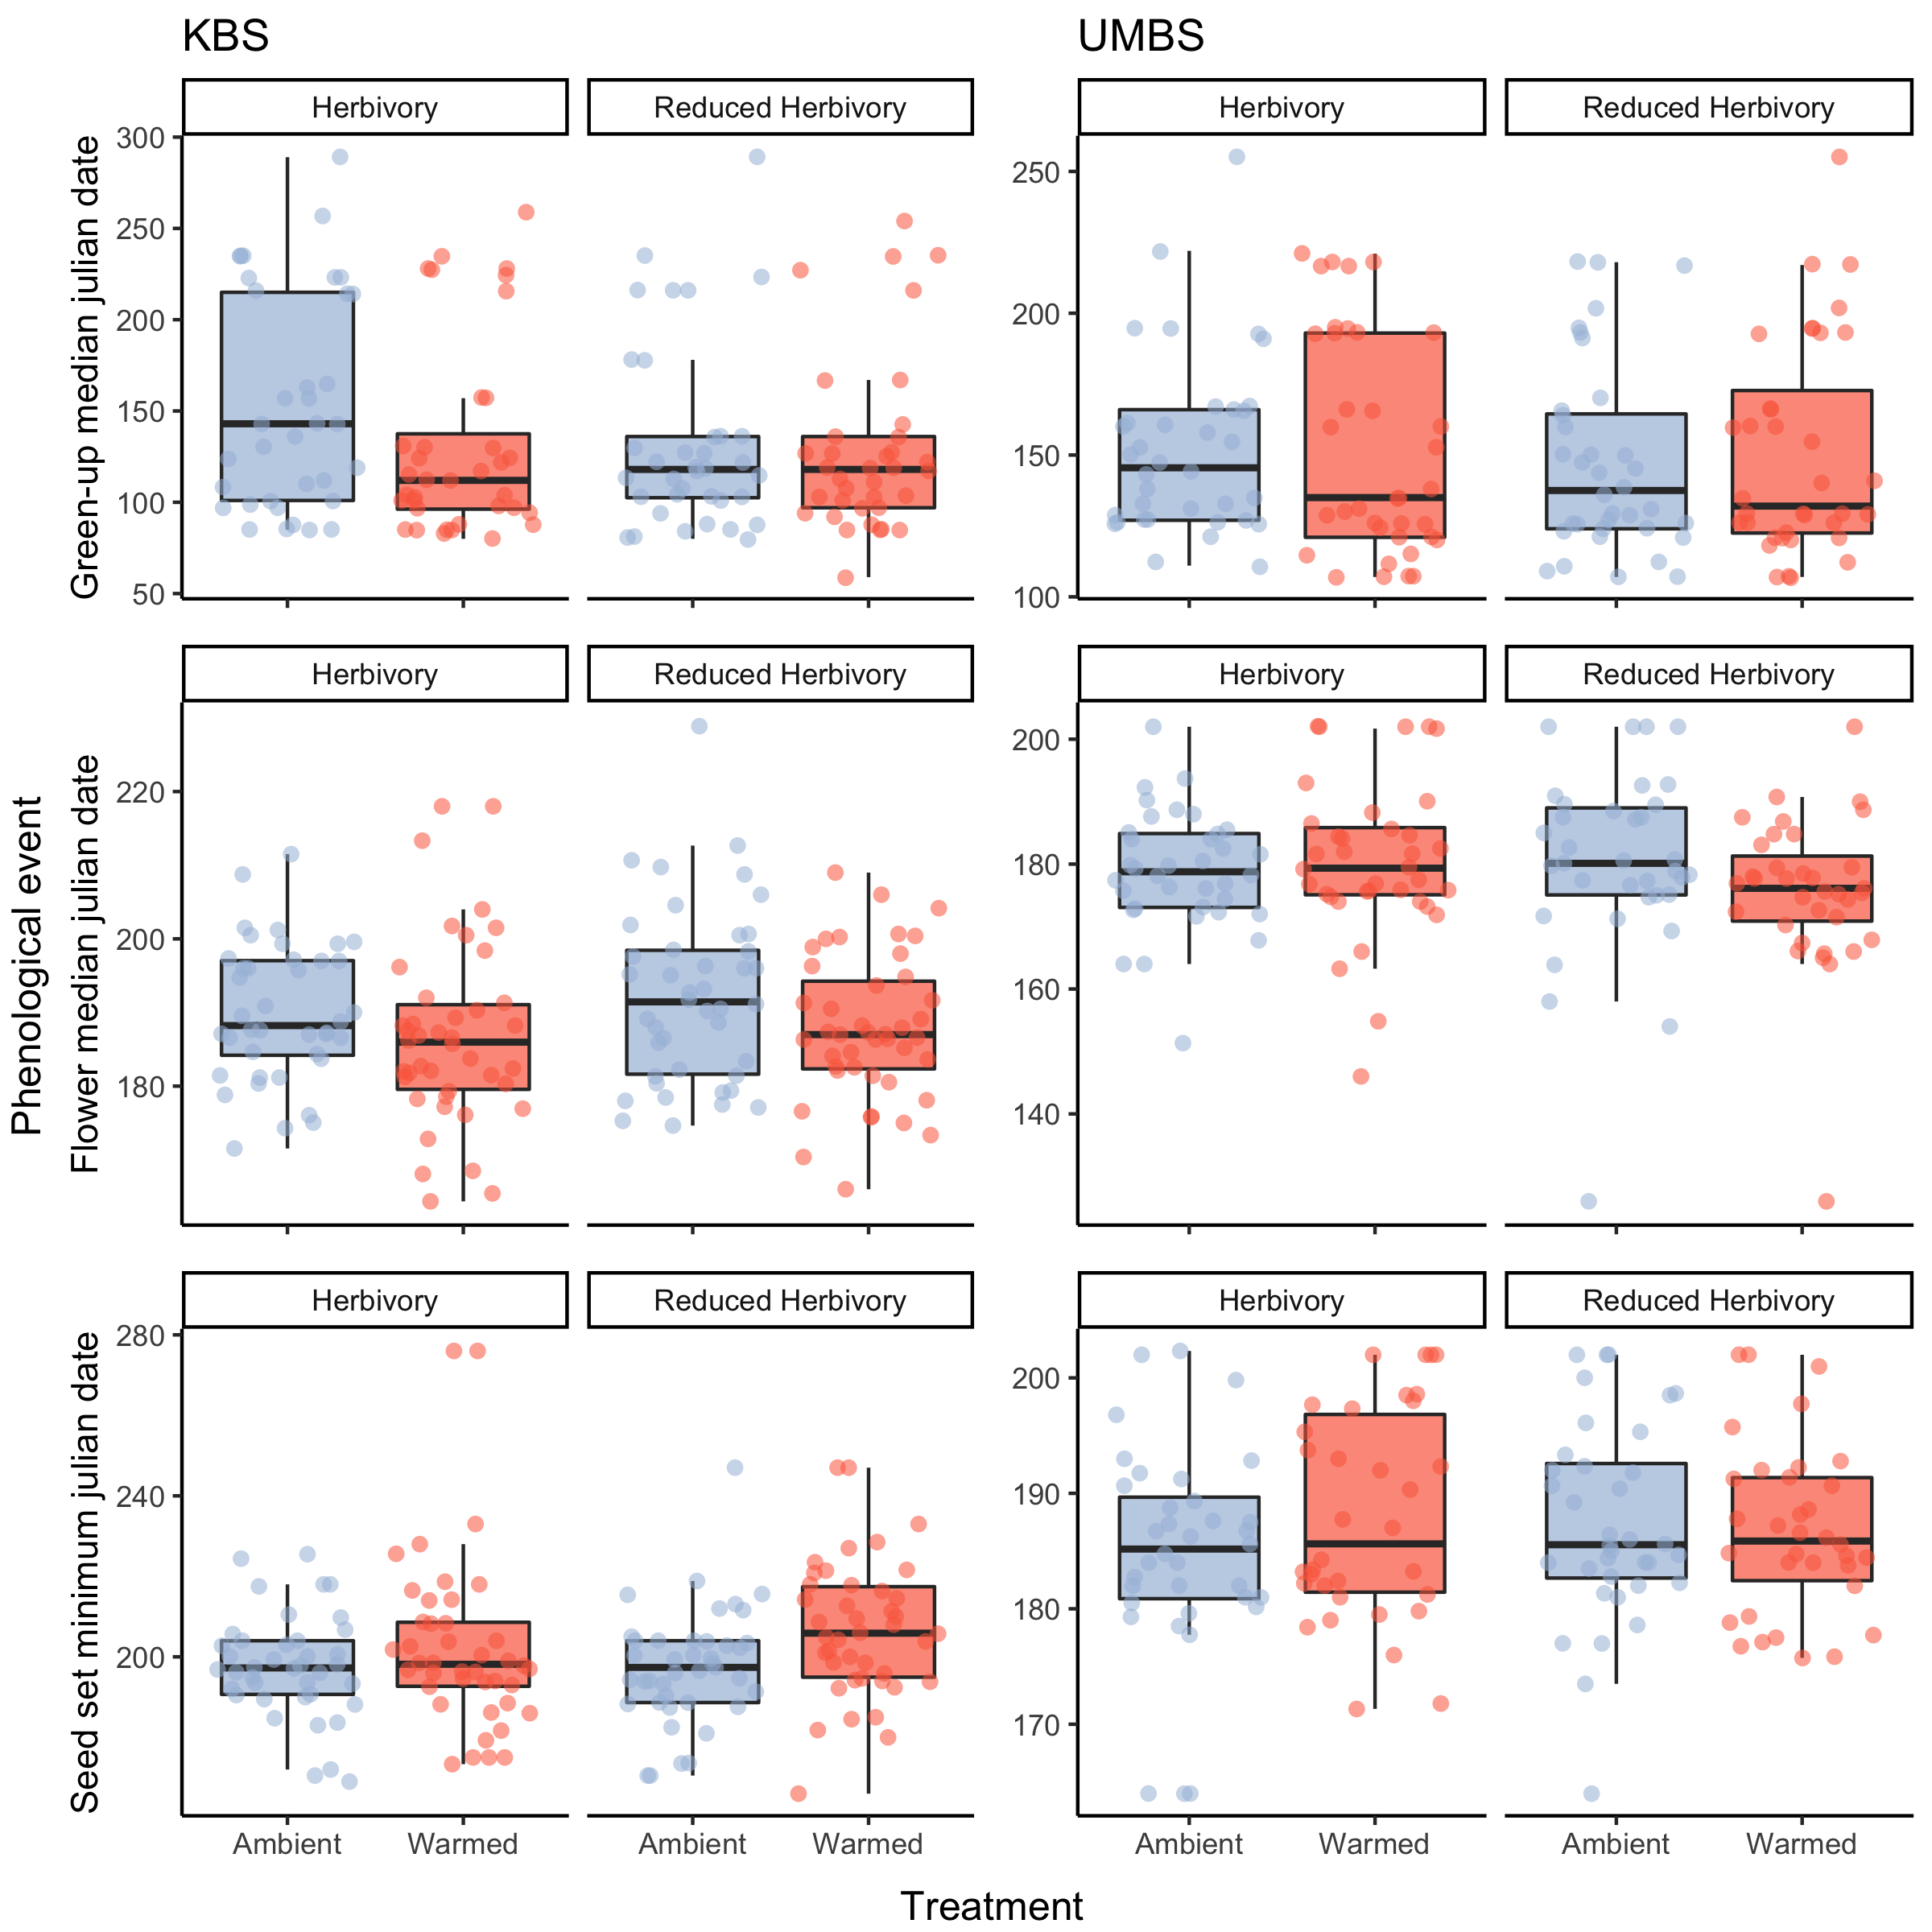 KBS
UMBS
Herbivory
Reduced Herbivory
Herbivory
Reduced Herbivory
Green-up median julian date
300
250
200
150
100
50
250
200
150
100
Herbivory
Reduced Herbivory
Herbivory
Reduced Herbivory
Phenological event
Flower median julian date
220
200
180
200
180
160
140
Herbivory
Reduced Herbivory
Herbivory
Reduced Herbivory
Seed set minimum julian date
280
240
200
200
190
180
170
Ambient
Warmed
Ambient
Warmed
Ambient
Warmed
Ambient
Warmed
Treatment